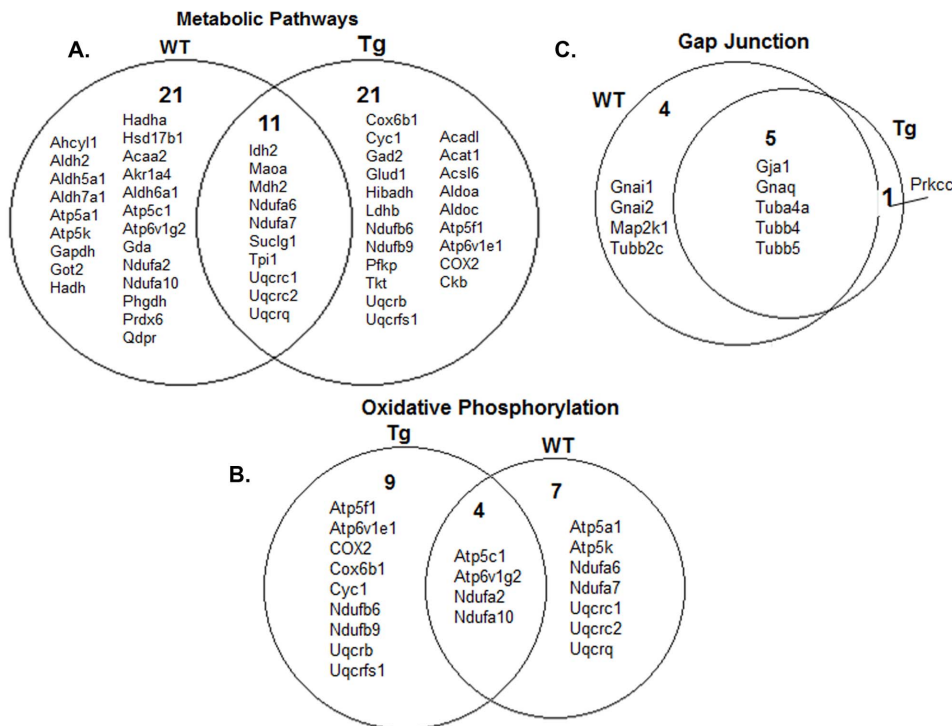 Metabolic Pathways
A.
WT
Tg
21
11
21
Ahcyl1
Aldh2
Aldh5a1
Aldh7a1
Atp5a1
Atp5k
Gapdh
Got2
Hadh
Hadha
Hsd17b1
Acaa2
Akr1a4
Aldh6a1
Atp5c1
Atp6v1g2
Gda
Ndufa2
Ndufa10
Phgdh
Prdx6
Qdpr
Idh2
Maoa
Mdh2
Ndufa6
Ndufa7
Suclg1
Tpi1
Uqcrc1
Uqcrc2
Uqcrq
Cox6b1
Cyc1
Gad2
Glud1
Hibadh
Ldhb
Ndufb6
Ndufb9
Pfkp
Tkt
Uqcrb
Uqcrfs1
Acadl
Acat1
Acsl6
Aldoa
Aldoc
Atp5f1
Atp6v1e1
COX2
Ckb
C.
Gap Junction
WT
Tg
4
5
1
Gnai1
Gnai2
Map2k1
Tubb2c
Gja1
Gnaq
Tuba4a
Tubb4
Tubb5
Prkcc
Oxidative Phosphorylation
B.
Tg
WT
9
4
7
Atp5f1
Atp6v1e1
COX2
Cox6b1
Cyc1
Ndufb6
Ndufb9
Uqcrb
Uqcrfs1
Atp5c1
Atp6v1g2
Ndufa2
Ndufa10
Atp5a1
Atp5k
Ndufa6
Ndufa7
Uqcrc1
Uqcrc2
Uqcrq